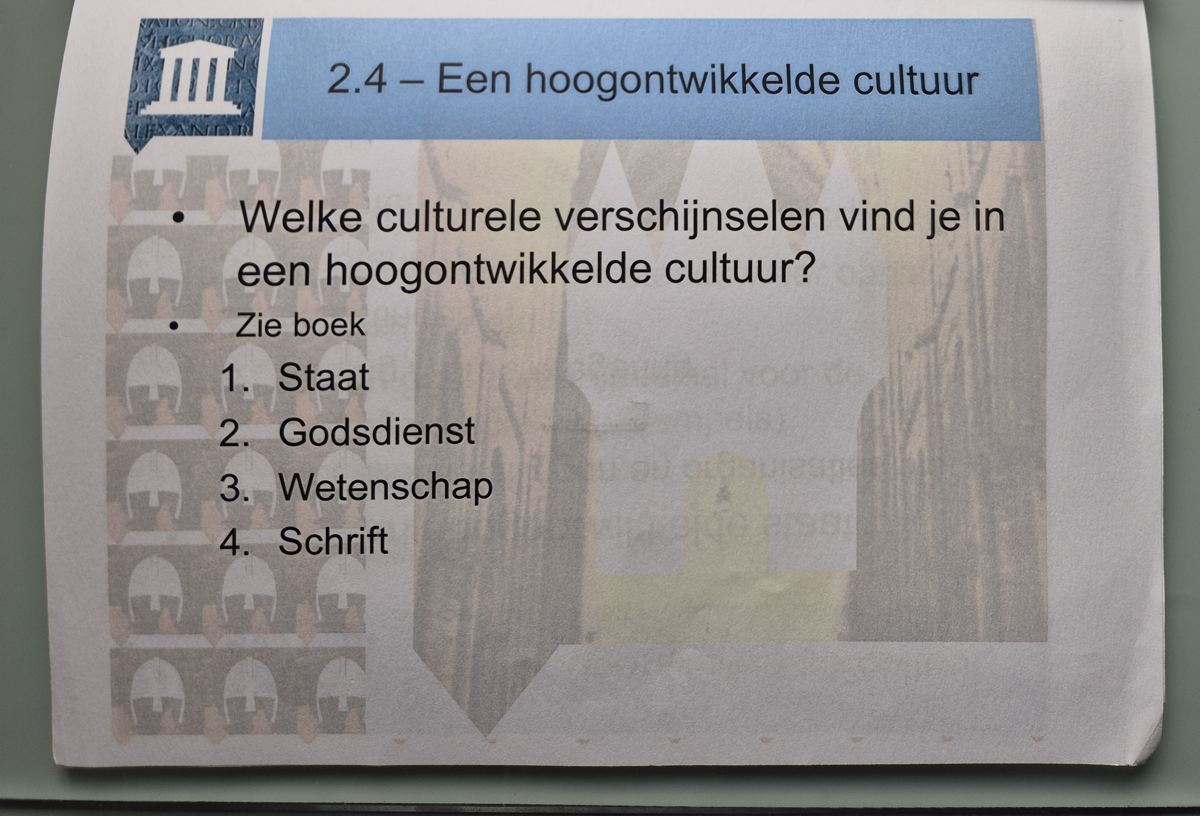 2.4 – Een hoogontwikkelde cultuur
• Welke culturele verschijnselen vind je in
een hoogontwikkelde cultuur?
• Zie boek
1. Staat
2. Godsdienst
3. Wetenschap
4. Schrift